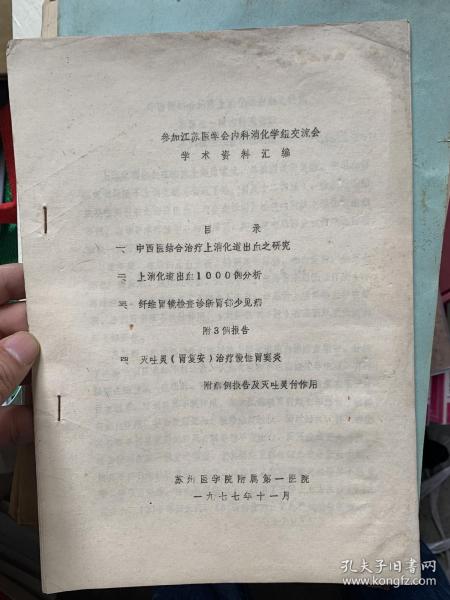 参加江苏医学会内科消化学组交流会
学术资料汇编
目录
一、中西医结合治疗上消化道出血之研究
二、上消化道出血1000例分析
三、纤维胃镜检查诊断胃部少见病
附3例报告
四、灭吐灵(胃复安)治疗慢性胃窦炎
附病例报告及灭吐灵付作用
苏州医学院附属第一医院
一九七七年十一月
孔夫子旧书网
www.kongfz.com